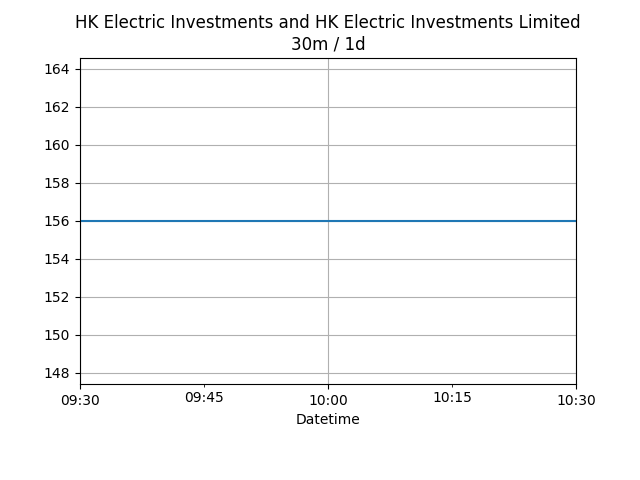 HK Electric Investments and HK Electric Investments Limited
30m / 1d
164
162
160
158
156
154
152
150
148
09:30 09:45 10:00 10:15 10:30
Datetime